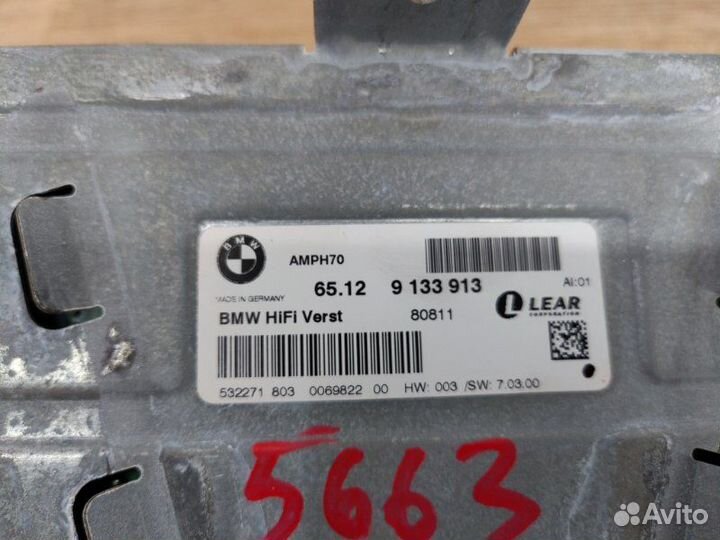 BMW
AMPH70
65.12 9 133 913
MADE IN GERMANY
AI:01
BMW HiFi Verst 80811
LEAR
CORPORATION
532271 803 0069822 00 HW: 003 /SW: 7.03.00
5663
Avito